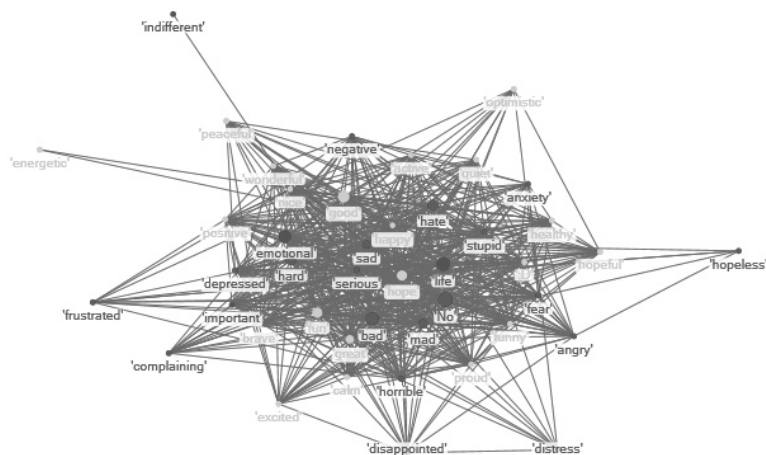 'indifferent'
'optimistic'
'peaceful'
'negative'
'energetic'
'active'
'quiet'
'wonderful'
'anxiety'
'nice'
'good'
'hate'
'positive'
'healthy'
'happy'
'stupid'
'emotional'
'sad'
'hopeful'
'hopeless'
'depressed'
'hard'
'serious'
'hope'
'life'
'frustrated'
'important'
'No'
'fear'
'brave'
'fun'
'bad'
'mad'
'funny'
'angry'
'complaining'
'great'
'proud'
'calm'
'horrible'
'excited'
'disappointed'
'distress'